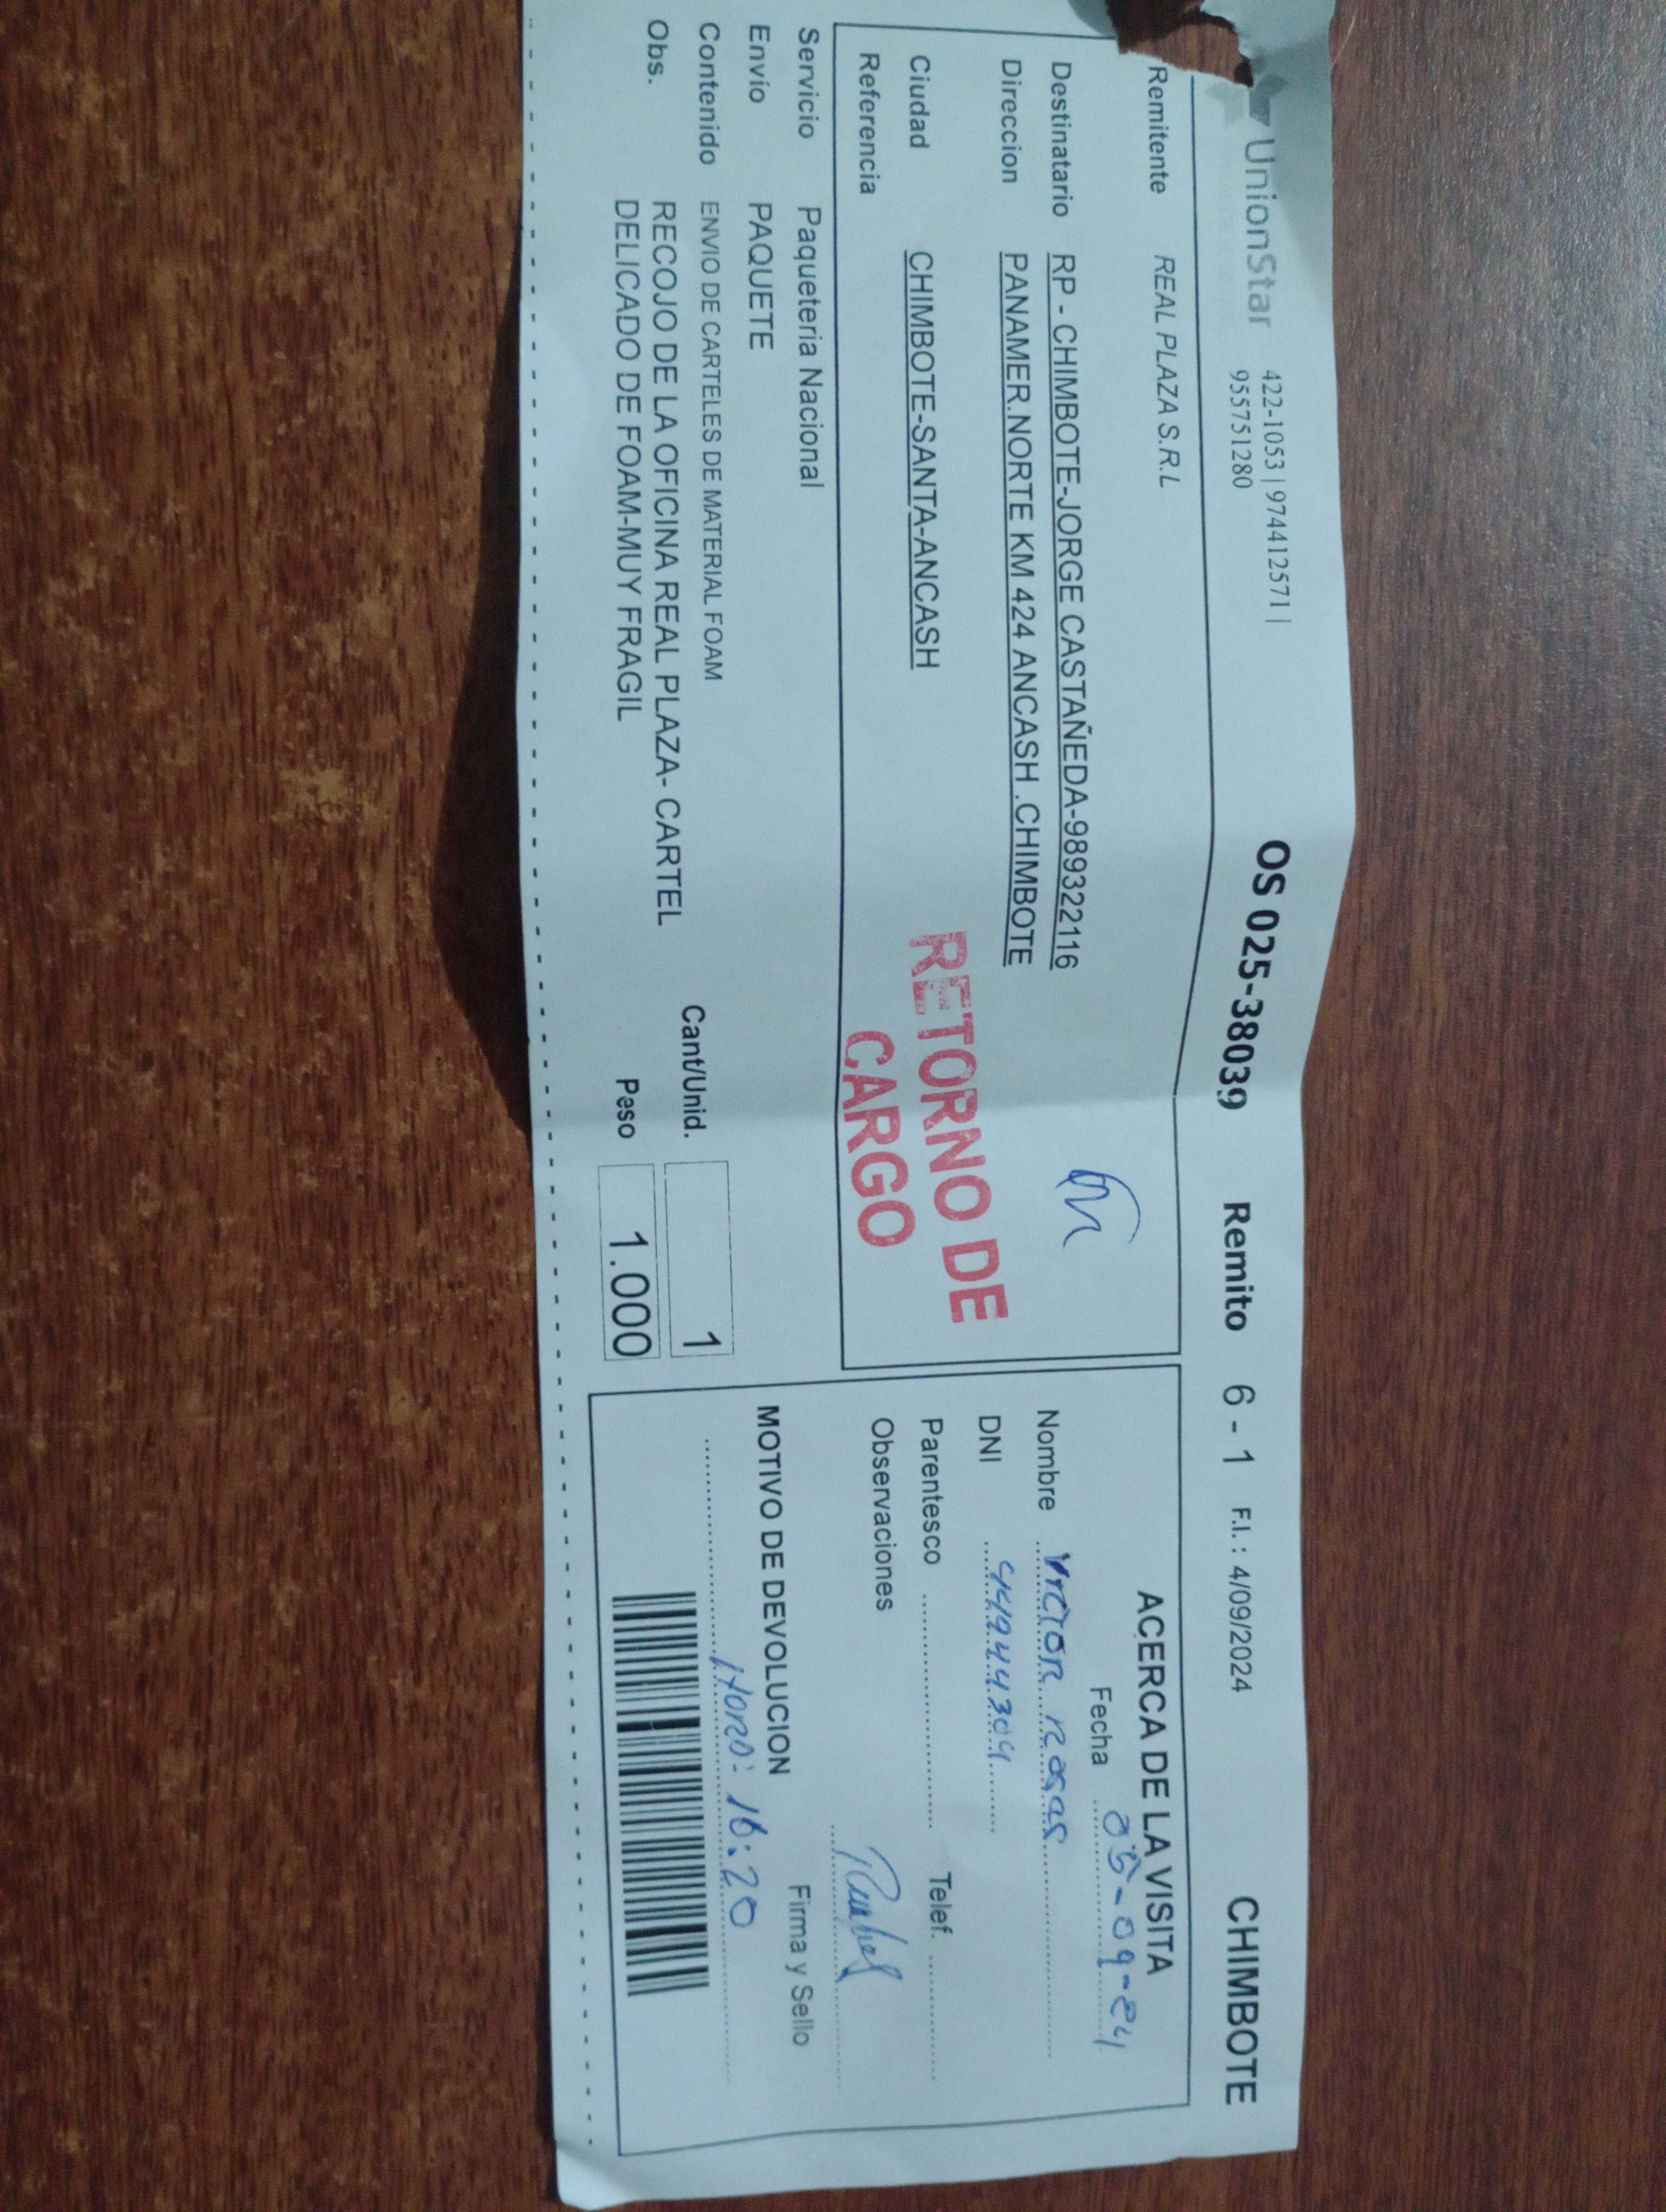 UnionStar 422-1053 | 974412571 |
955751280
OS 025-38039 Remito 6 - 1 F.I. : 4/09/2024 CHIMBOTE
Remitente REAL PLAZA S.R.L
Destinatario RP - CHIMBOTE-JORGE CASTAÑEDA-989322116
Direccion PANAMER.NORTE KM 424 ANCASH .CHIMBOTE
Ciudad CHIMBOTE-SANTA-ANCASH
Referencia
RETORNO DE
CARGO
Servicio Paqueteria Nacional
Envío PAQUETE
Contenido ENVIO DE CARTELES DE MATERIAL FOAM
Obs. RECOJO DE LA OFICINA REAL PLAZA- CARTEL
DELICADO DE FOAM-MUY FRAGIL
Cant/Unid. 1
Peso 1.000
ACERCA DE LA VISITA
Fecha 05-09-24
Nombre Victor Rosas
DNI 44944304
Parentesco Telef.
Observaciones
Firma y Sello
MOTIVO DE DEVOLUCION
Hora: 16:20